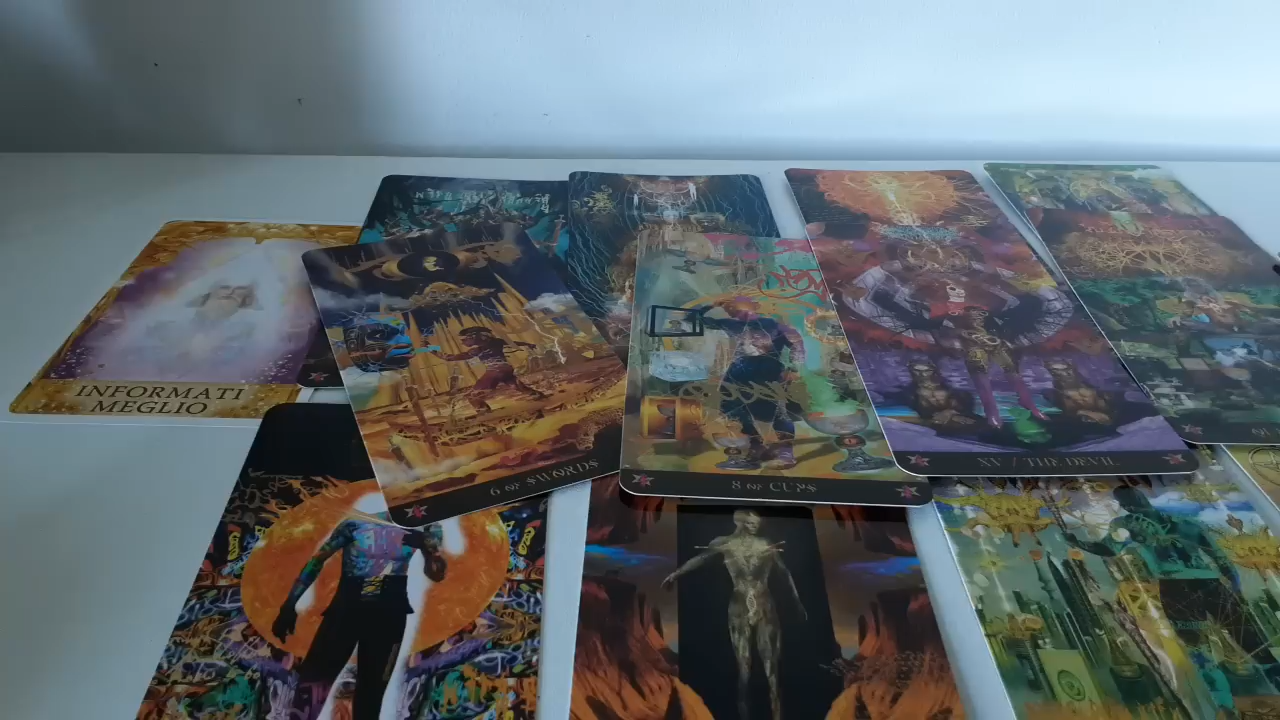 INFORMATI
MEGLIO
6 OF SWORDS
8 OF CUPS
XV / THE DEVIL